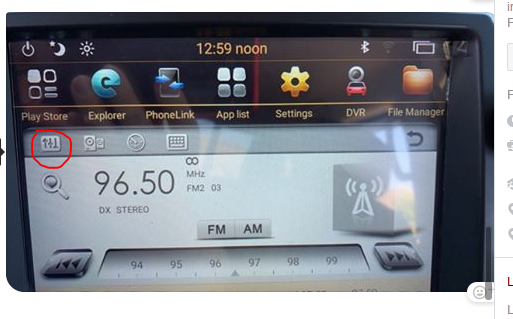 12:59 noon
Play Store Explorer PhoneLink App list Settings DVR File Manager
96.50 MHz
FM2 03
DX STEREO
FM AM
94 95 96 97 98 99